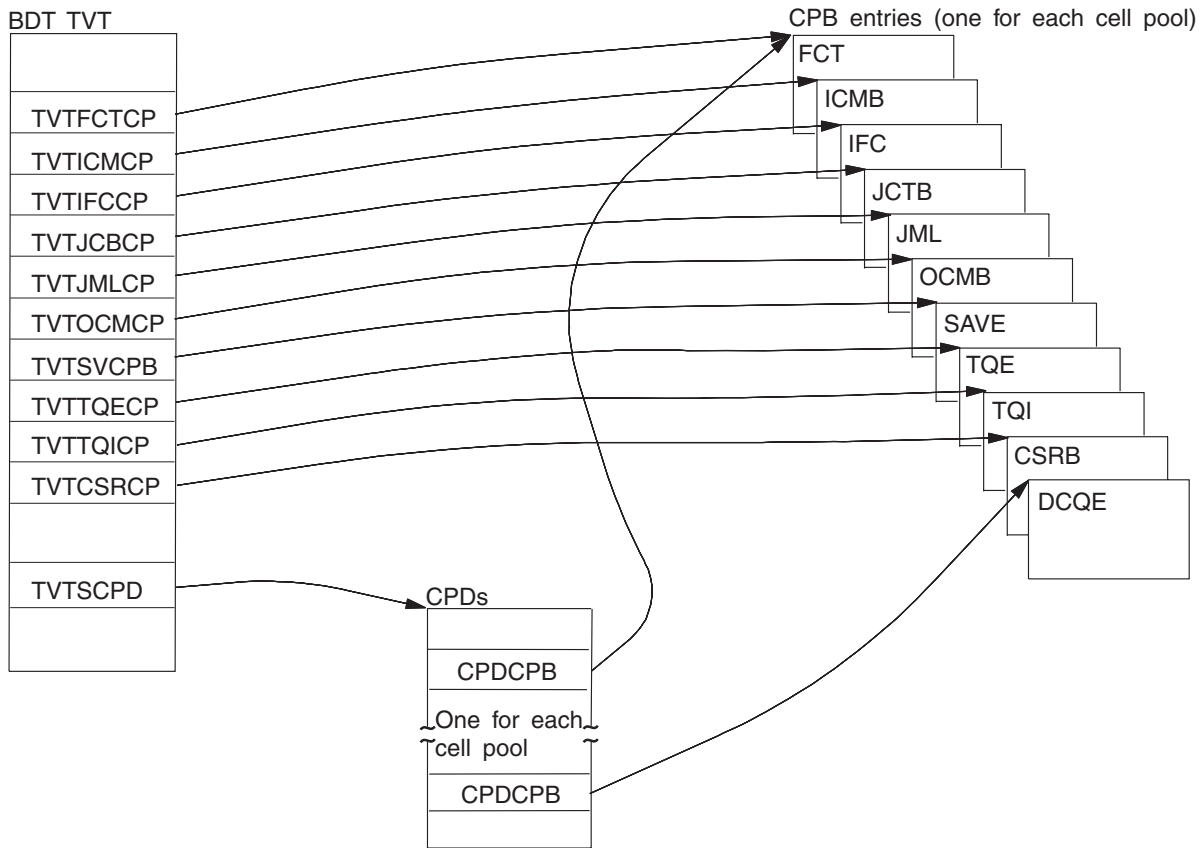 BDT TVT
TVTFCTCP
TVTICMCP
TVTIFCCP
TVTJCBCP
TVTJMLCP
TVTOCMCP
TVTSVCPB
TVTTQECP
TVTTQICP
TVTCSRCP
TVTSCPD
CPDs
CPDCPB
One for each
cell pool
CPDCPB
CPB entries (one for each cell pool)
FCT
ICMB
IFC
JCTB
JML
OCMB
SAVE
TQE
TQI
CSRB
DCQE